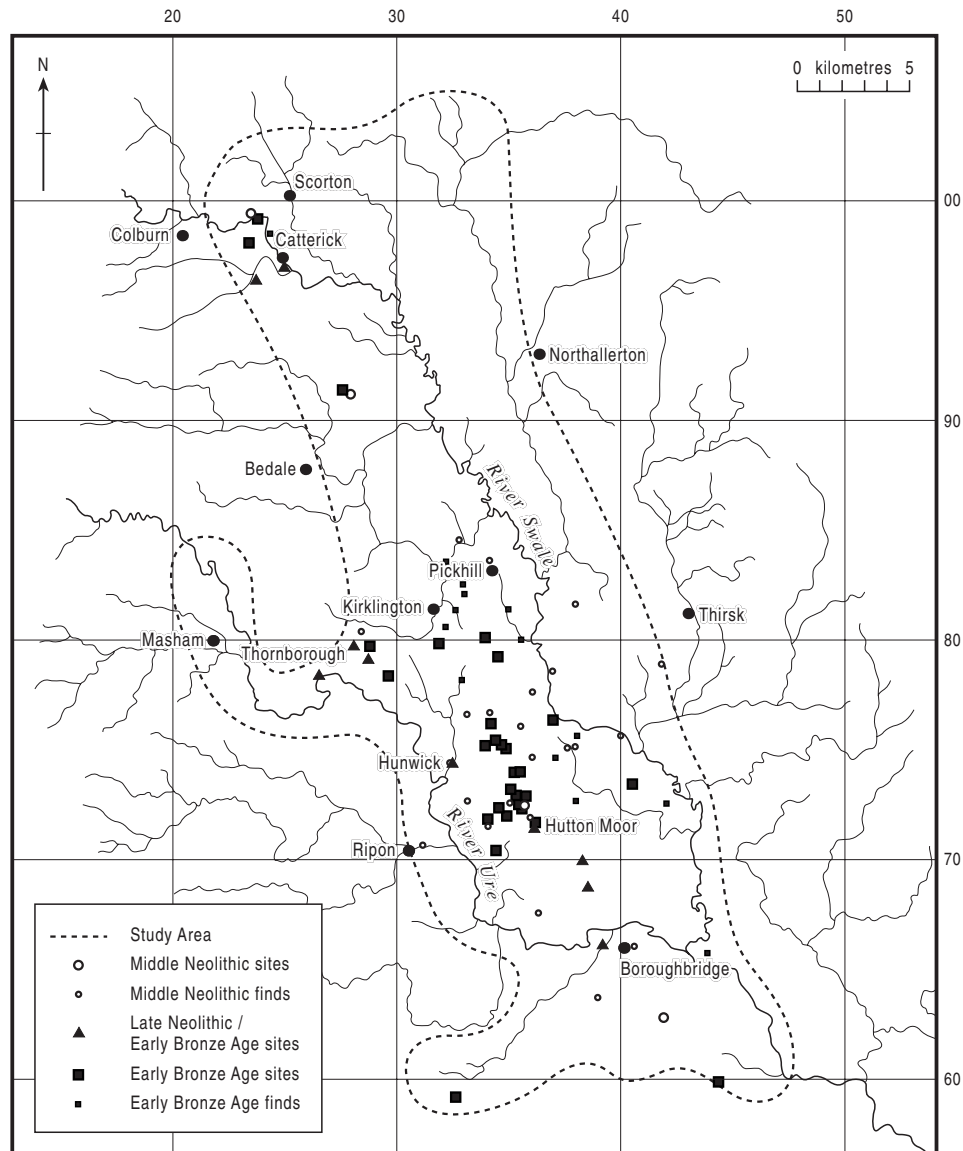 20 30 40 50
N
0 kilometres 5
Scorton
00
Colburn
Catterick
Northallerton
90
Bedale
River Swale
Pickhill
Kirklington
Thirsk
Masham
80
Thornborough
Hunwick
River Ure
Hutton Moor
Ripon
70
Boroughbridge
60
Study Area
Middle Neolithic sites
Middle Neolithic finds
Late Neolithic /
Early Bronze Age sites
Early Bronze Age sites
Early Bronze Age finds